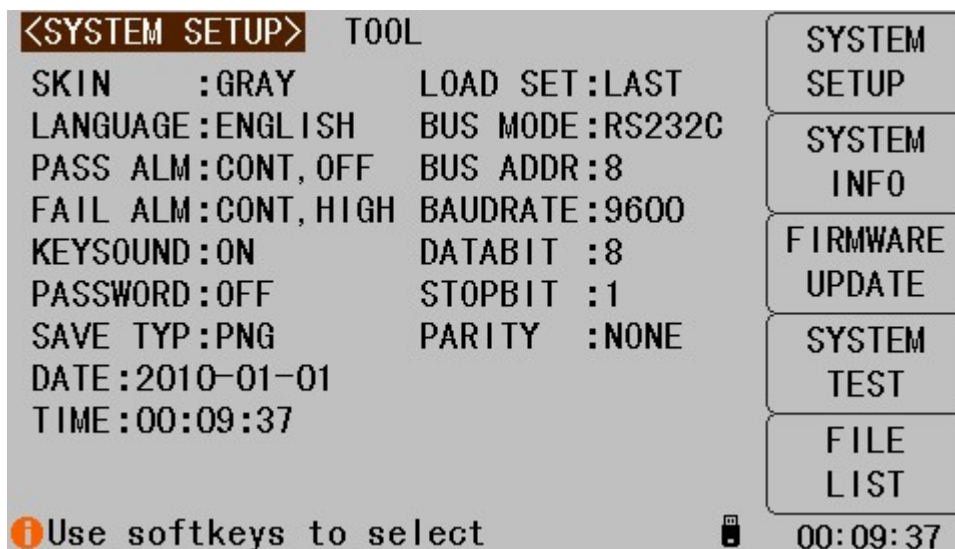 <SYSTEM SETUP> TOOL
SKIN :GRAY LOAD SET:LAST
LANGUAGE:ENGLISH BUS MODE:RS232C
PASS ALM:CONT,OFF BUS ADDR:8
FAIL ALM:CONT,HIGH BAUDRATE:9600
KEYSOUND:ON DATABIT :8
PASSWORD:OFF STOPBIT :1
SAVE TYP:PNG PARITY :NONE
DATE:2010-01-01
TIME:00:09:37
Use softkeys to select
SYSTEM
SETUP
SYSTEM
INFO
FIRMWARE
UPDATE
SYSTEM
TEST
FILE
LIST
00:09:37